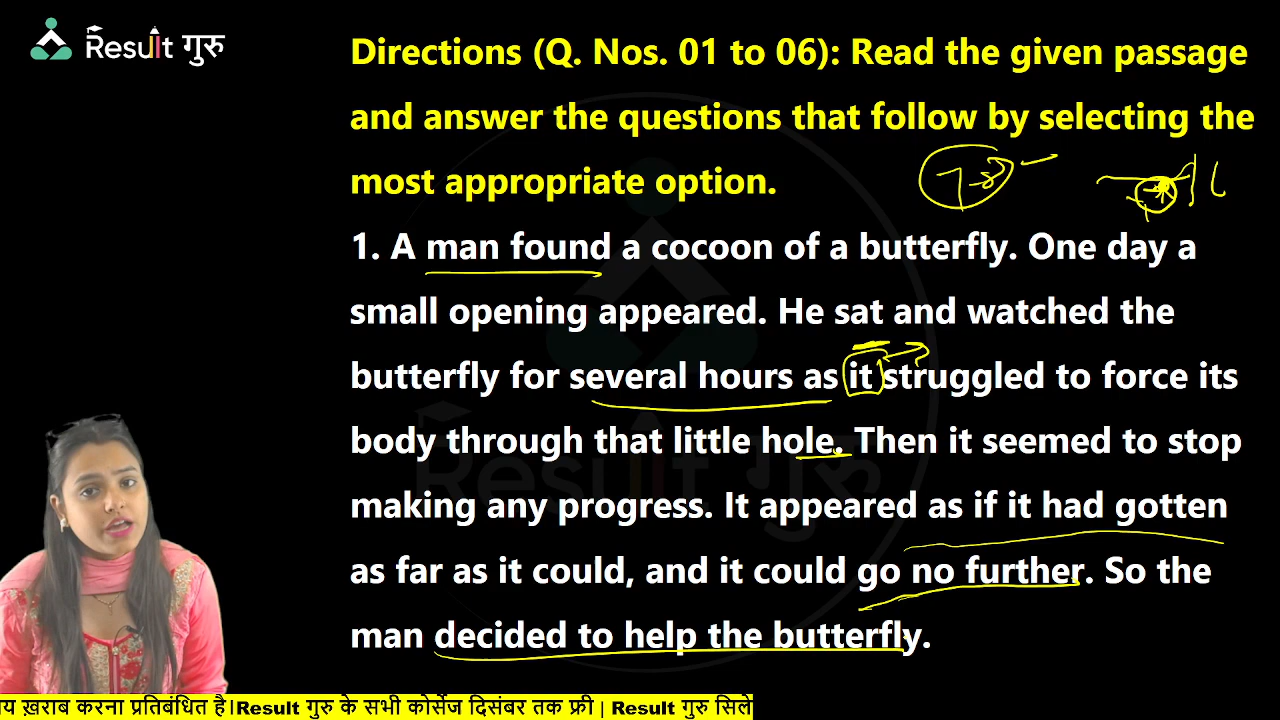 Result गुरु
Directions (Q. Nos. 01 to 06): Read the given passage
and answer the questions that follow by selecting the
most appropriate option.
1. A man found a cocoon of a butterfly. One day a
small opening appeared. He sat and watched the
butterfly for several hours as it struggled to force its
body through that little hole. Then it seemed to stop
making any progress. It appeared as if it had gotten
as far as it could, and it could go no further. So the
man decided to help the butterfly.
Result गुरु
य ख़राब करना प्रतिबंधित है।Result गुरु के सभी कोर्सेज दिसंबर तक फ्री | Result गुरु सिले